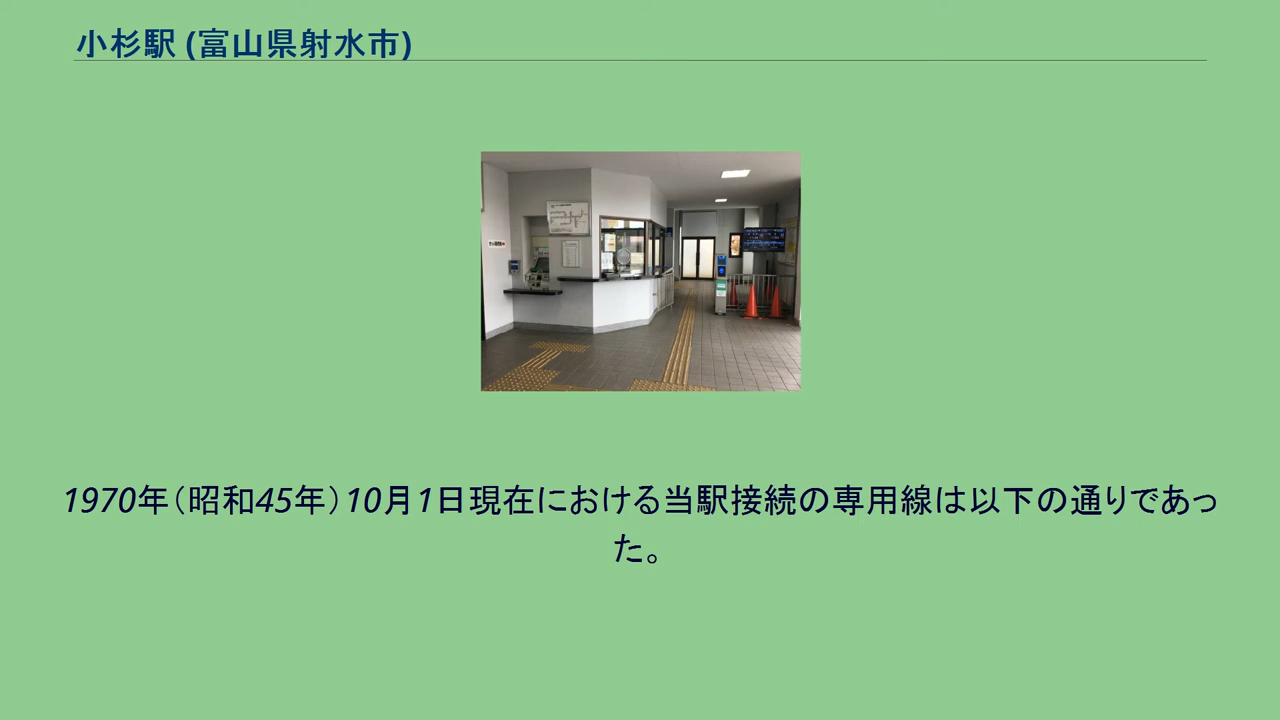 小杉駅 (富山県射水市)
1970年（昭和45年）10月1日現在における当駅接続の専用線は以下の通りであっ
た。